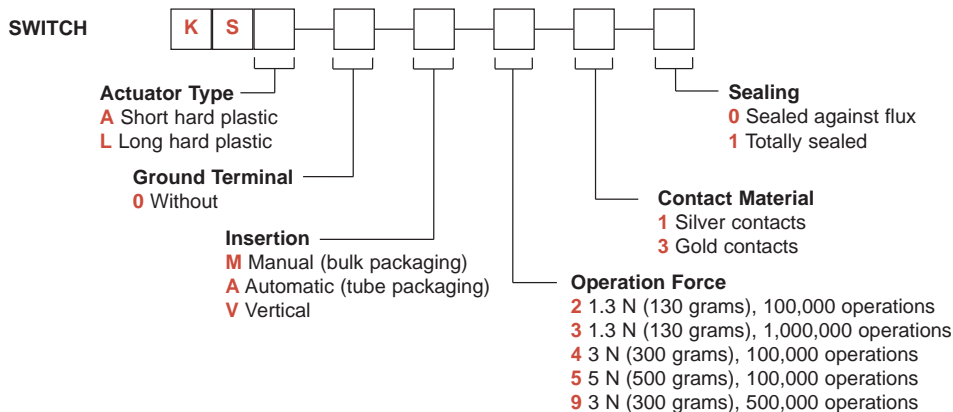 SWITCH K S
Actuator Type
A Short hard plastic
L Long hard plastic
Ground Terminal
0 Without
Insertion
M Manual (bulk packaging)
A Automatic (tube packaging)
V Vertical
Sealing
0 Sealed against flux
1 Totally sealed
Contact Material
1 Silver contacts
3 Gold contacts
Operation Force
2 1.3 N (130 grams), 100,000 operations
3 1.3 N (130 grams), 1,000,000 operations
4 3 N (300 grams), 100,000 operations
5 5 N (500 grams), 100,000 operations
9 3 N (300 grams), 500,000 operations